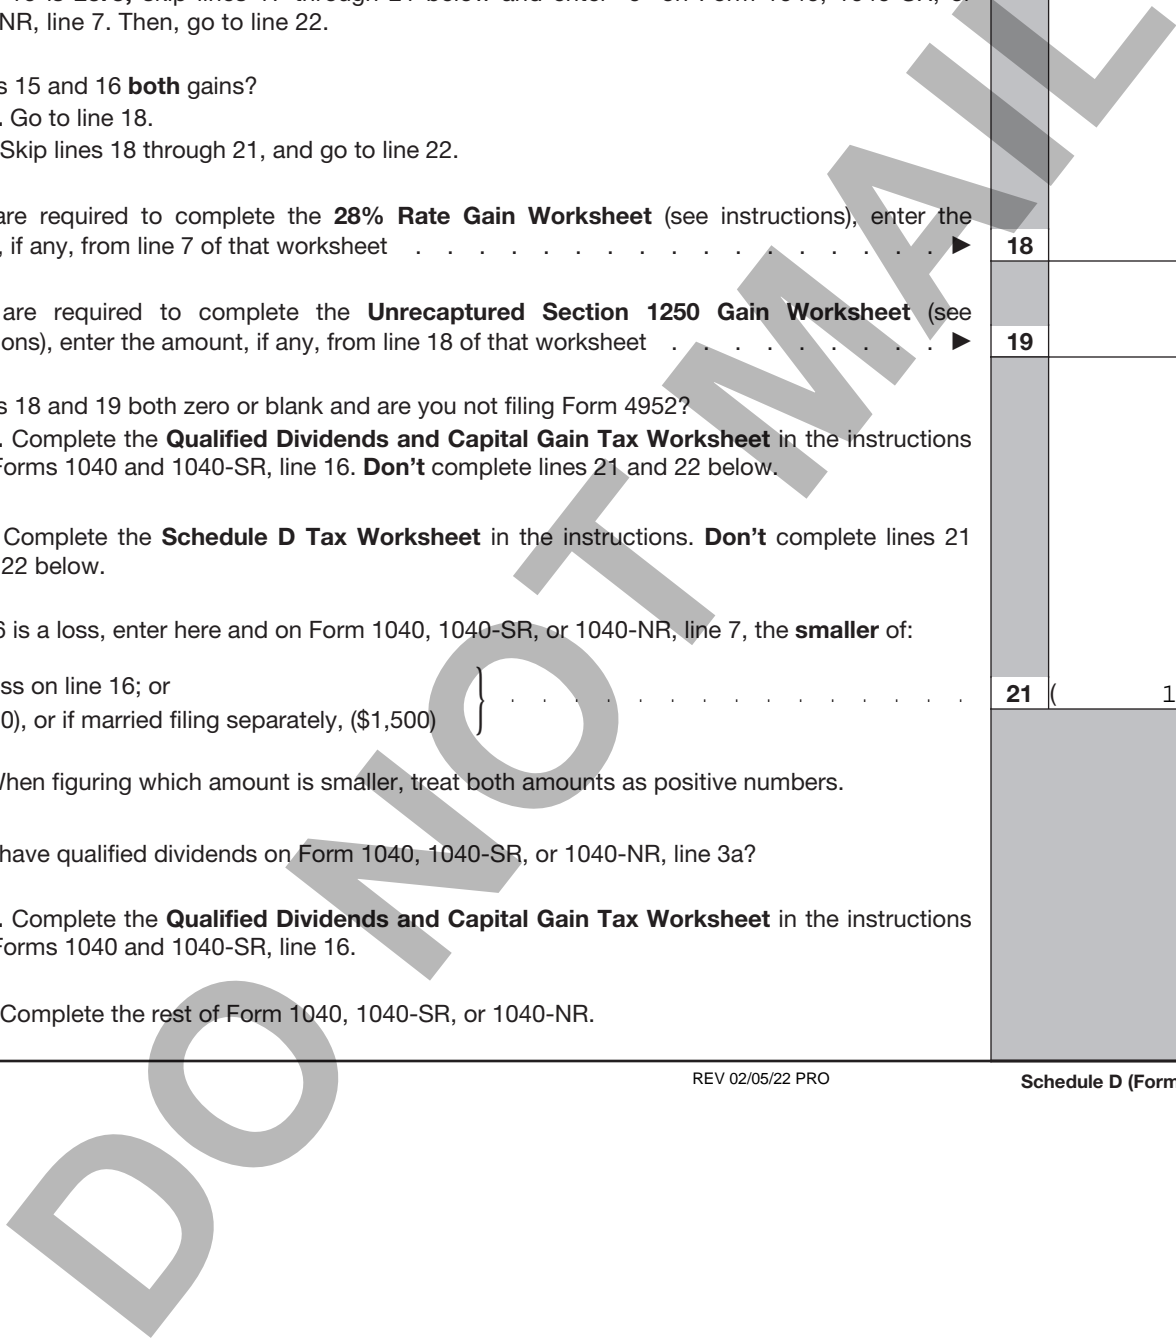 NR, line 7. Then, go to line 22.
s 15 and 16 both gains?
. Go to line 18.
Skip lines 18 through 21, and go to line 22.
are required to complete the 28% Rate Gain Worksheet (see instructions), enter the
, if any, from line 7 of that worksheet . . . . . . . . . . . . . . . . . ▶ 18
are required to complete the Unrecaptured Section 1250 Gain Worksheet (see
ons), enter the amount, if any, from line 18 of that worksheet . . . . . . . . . ▶ 19
s 18 and 19 both zero or blank and are you not filing Form 4952?
. Complete the Qualified Dividends and Capital Gain Tax Worksheet in the instructions
Forms 1040 and 1040-SR, line 16. Don't complete lines 21 and 22 below.
Complete the Schedule D Tax Worksheet in the instructions. Don't complete lines 21
22 below.
6 is a loss, enter here and on Form 1040, 1040-SR, or 1040-NR, line 7, the smaller of:
ss on line 16; or
0), or if married filing separately, ($1,500) } . . . . . . . . . . . . . . . 21 ( 1
When figuring which amount is smaller, treat both amounts as positive numbers.
have qualified dividends on Form 1040, 1040-SR, or 1040-NR, line 3a?
. Complete the Qualified Dividends and Capital Gain Tax Worksheet in the instructions
Forms 1040 and 1040-SR, line 16.
Complete the rest of Form 1040, 1040-SR, or 1040-NR.
REV 02/05/22 PRO Schedule D (Form
DO NOT MAIL